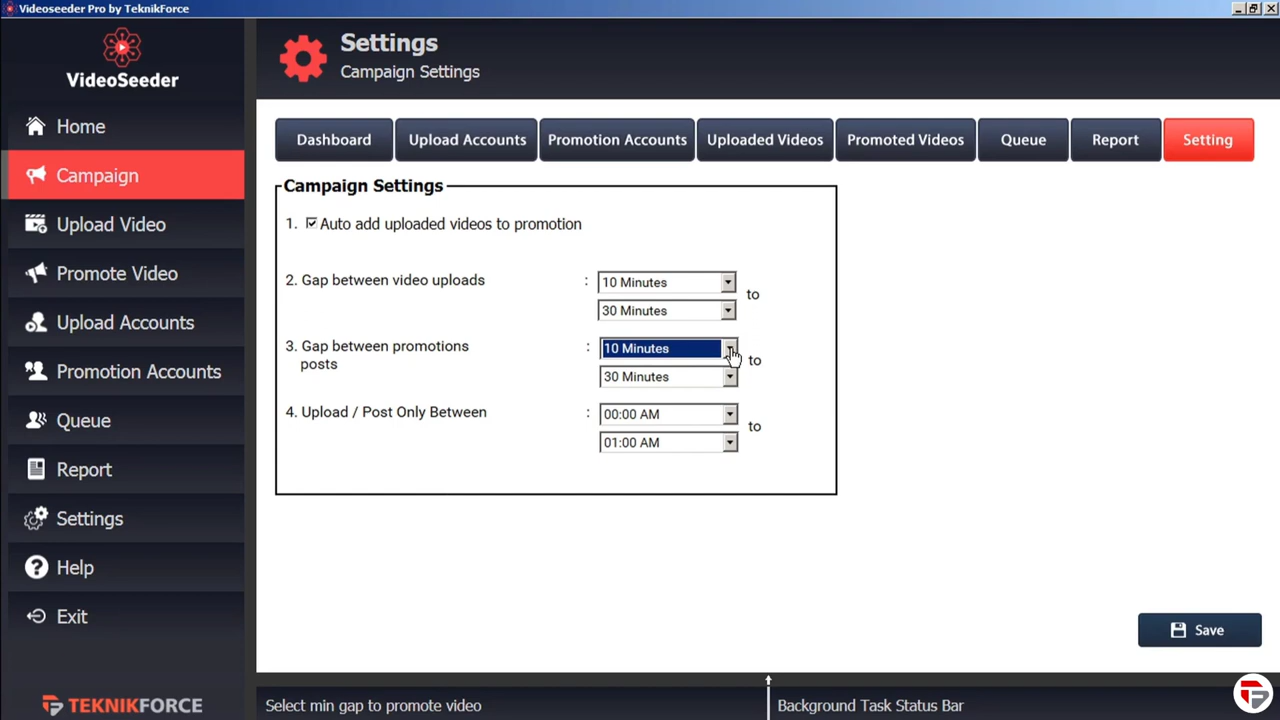 Videoseeder Pro by TeknikForce
VideoSeeder
Home
Campaign
Upload Video
Promote Video
Upload Accounts
Promotion Accounts
Queue
Report
Settings
Help
Exit
TEKNIKFORCE
Settings
Campaign Settings
Dashboard
Upload Accounts
Promotion Accounts
Uploaded Videos
Promoted Videos
Queue
Report
Setting
Campaign Settings
1. Auto add uploaded videos to promotion
2. Gap between video uploads : 10 Minutes to
30 Minutes
3. Gap between promotions : 10 Minutes to
posts 30 Minutes
4. Upload / Post Only Between : 00:00 AM to
01:00 AM
Save
Select min gap to promote video
Background Task Status Bar